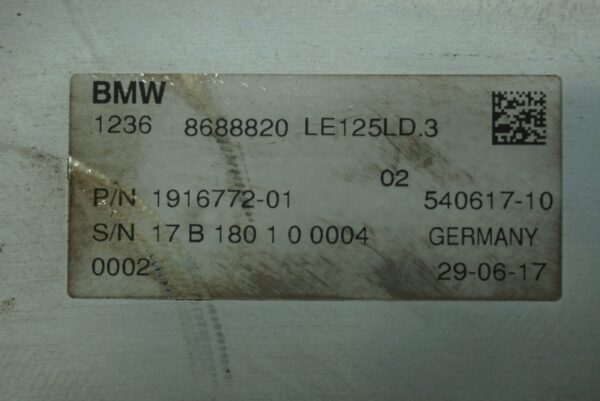 BMW
1236 8688820 LE125LD.3
02
P/N 1916772-01 540617-10
S/N 17 B 180 1 0 0004 GERMANY
0002 29-06-17